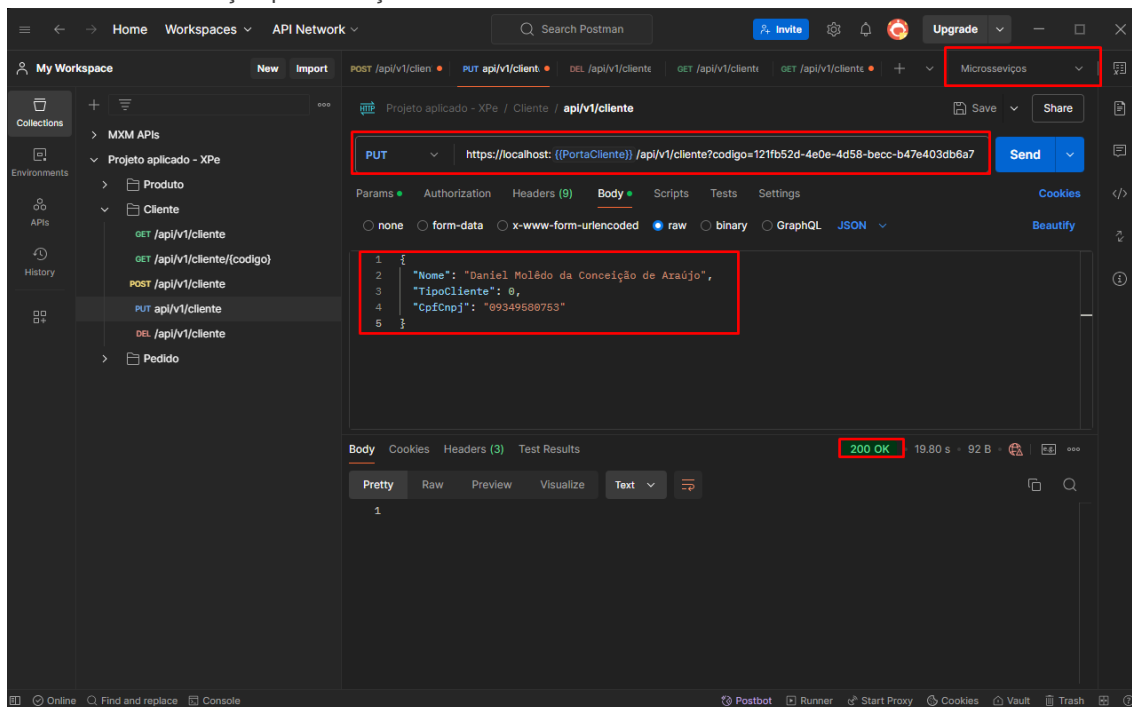 Home Workspaces API Network Search Postman Invite Upgrade
My Workspace New Import POST /api/v1/client PUT api/v1/client DEL /api/v1/cliente GET /api/v1/cliente GET /api/v1/cliente Microsseviços
Collections
Environments
APIs
History
MXM APIs
Projeto aplicado - XPe
Produto
Cliente
GET /api/v1/cliente
GET /api/v1/cliente/{codigo}
POST /api/v1/cliente
PUT api/v1/cliente
DEL /api/v1/cliente
Pedido
HTTP Projeto aplicado - XPe / Cliente / api/v1/cliente Save Share
PUT https://localhost: {{PortaCliente}} /api/v1/cliente?codigo=121fb52d-4e0e-4d58-becc-b47e403db6a7 Send
Params Authorization Headers (9) Body Scripts Tests Settings Cookies
none form-data x-www-form-urlencoded raw binary GraphQL JSON Beautify
1 {
2 "Nome": "Daniel Molêdo da Conceição de Araújo",
3 "TipoCliente": 0,
4 "CpfCnpj": "09349580753"
5 }
Body Cookies Headers (3) Test Results 200 OK 19.80 s 92 B
Pretty Raw Preview Visualize Text
1
Online Find and replace Console Postbot Runner Start Proxy Cookies Vault Trash